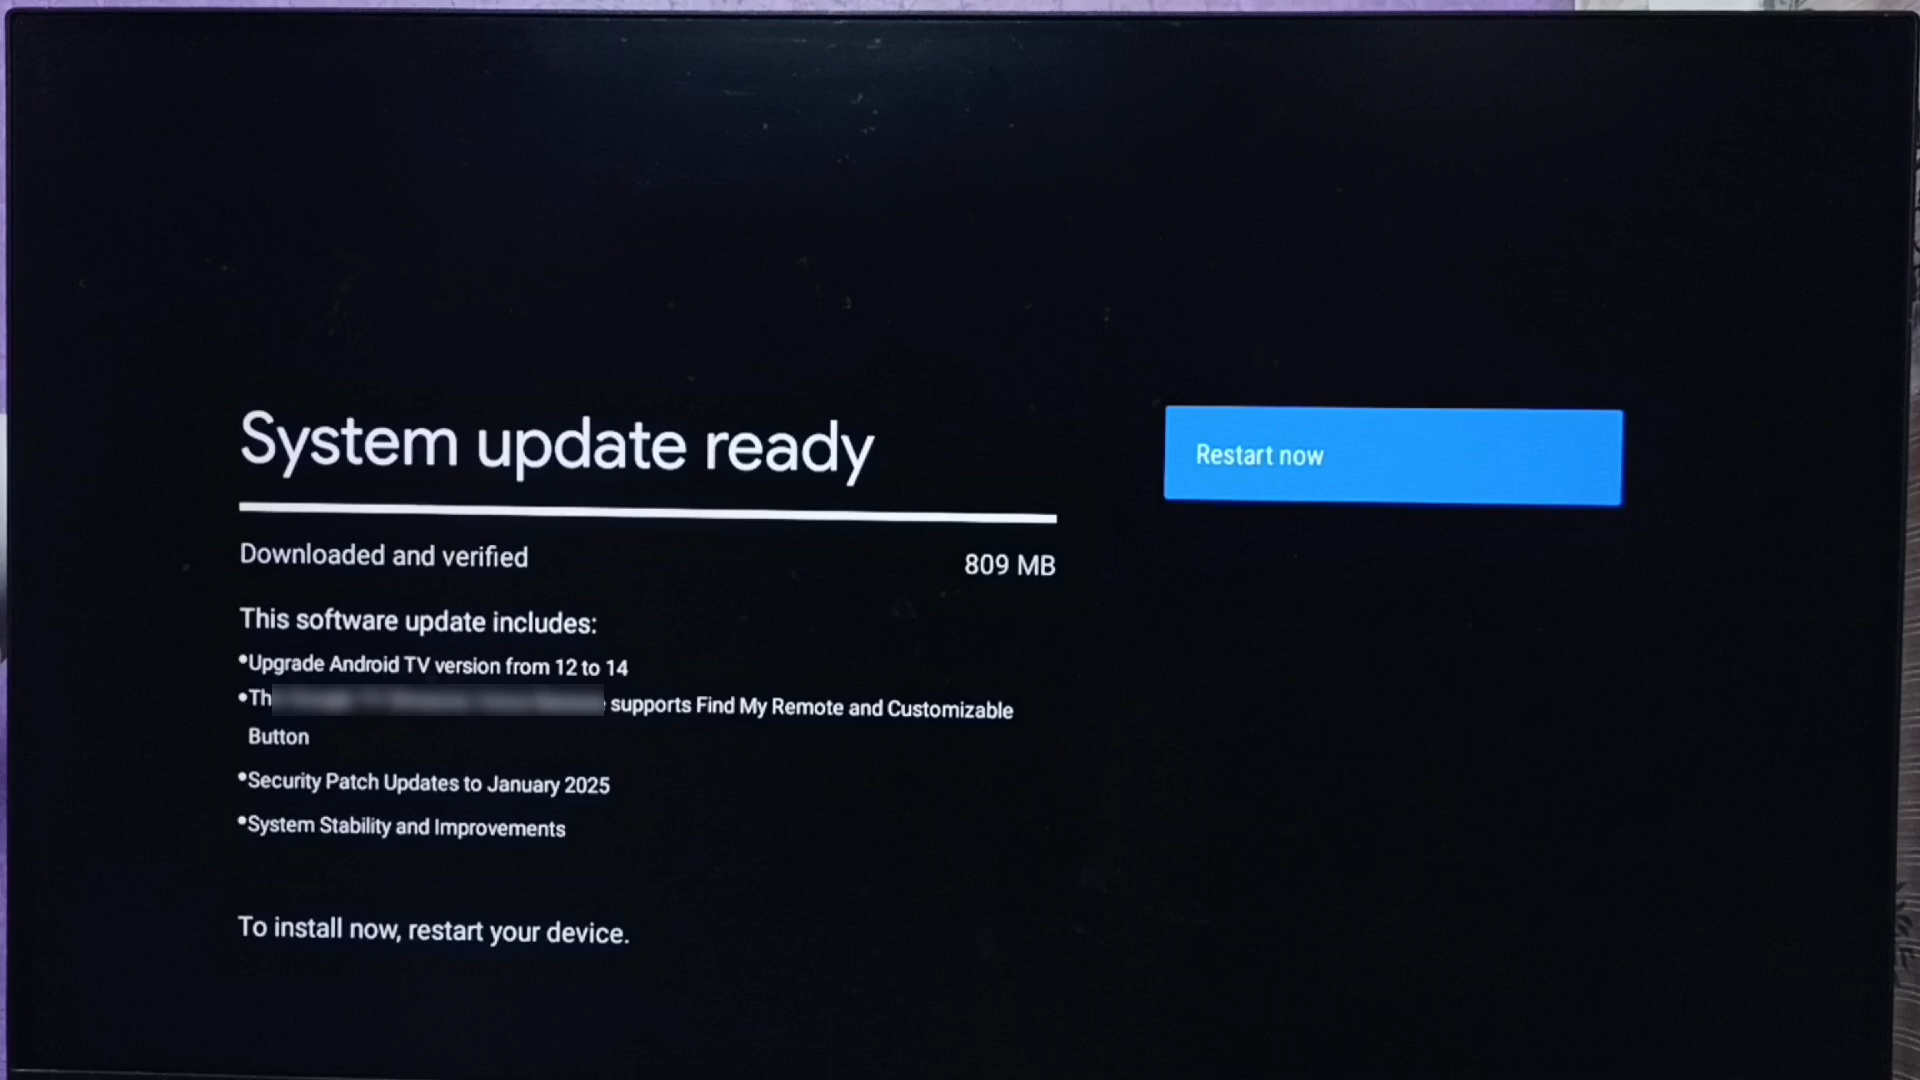 System update ready
Restart now
Downloaded and verified
809 MB
This software update includes:
•Upgrade Android TV version from 12 to 14
• supports Find My Remote and Customizable
Button
•Security Patch Updates to January 2025
•System Stability and Improvements
To install now, restart your device.